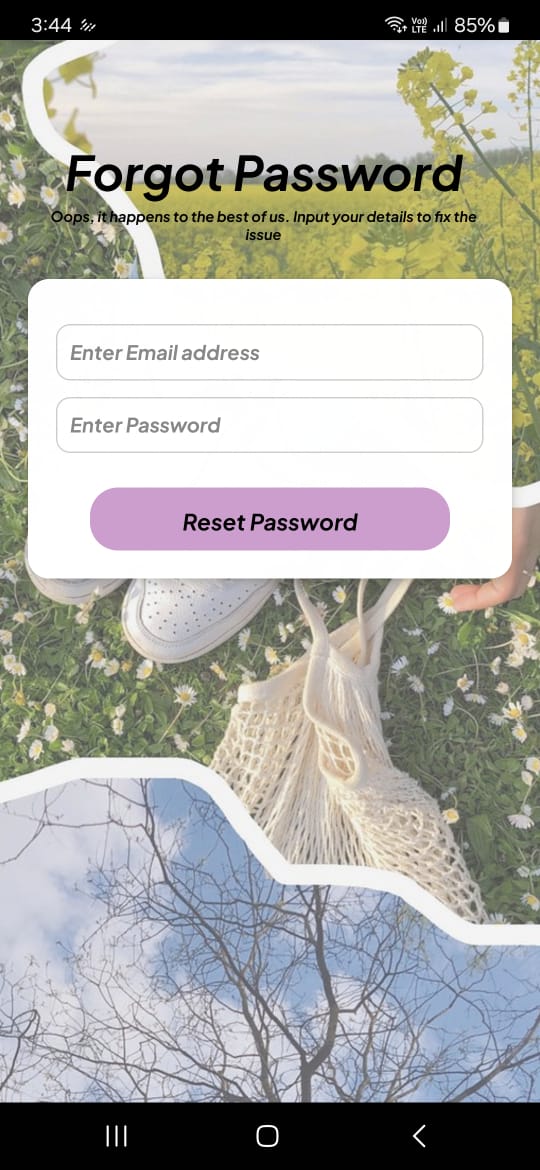 3:44
Vo))
LTE
85%
Forgot Password
Oops, it happens to the best of us. Input your details to fix the
issue
Enter Email address
Enter Password
Reset Password